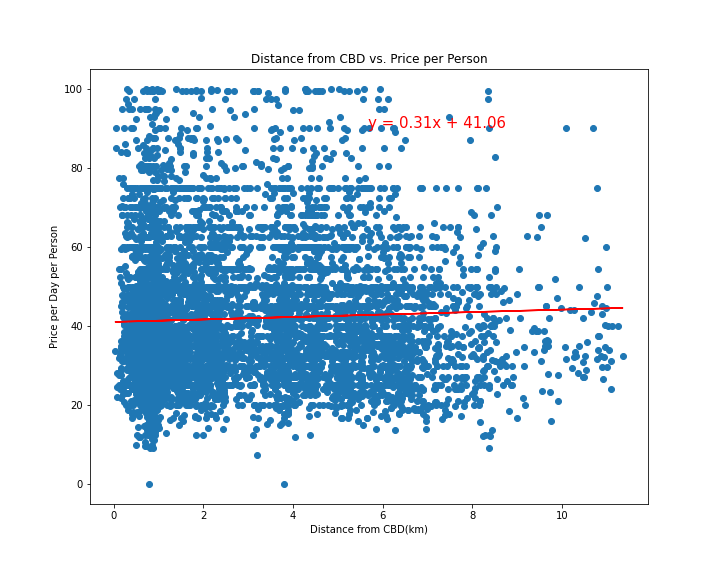 Distance from CBD vs. Price per Person
100
80
60
40
20
0
Price per Day per Person
y = 0.31x + 41.06
0 2 4 6 8 10
Distance from CBD(km)